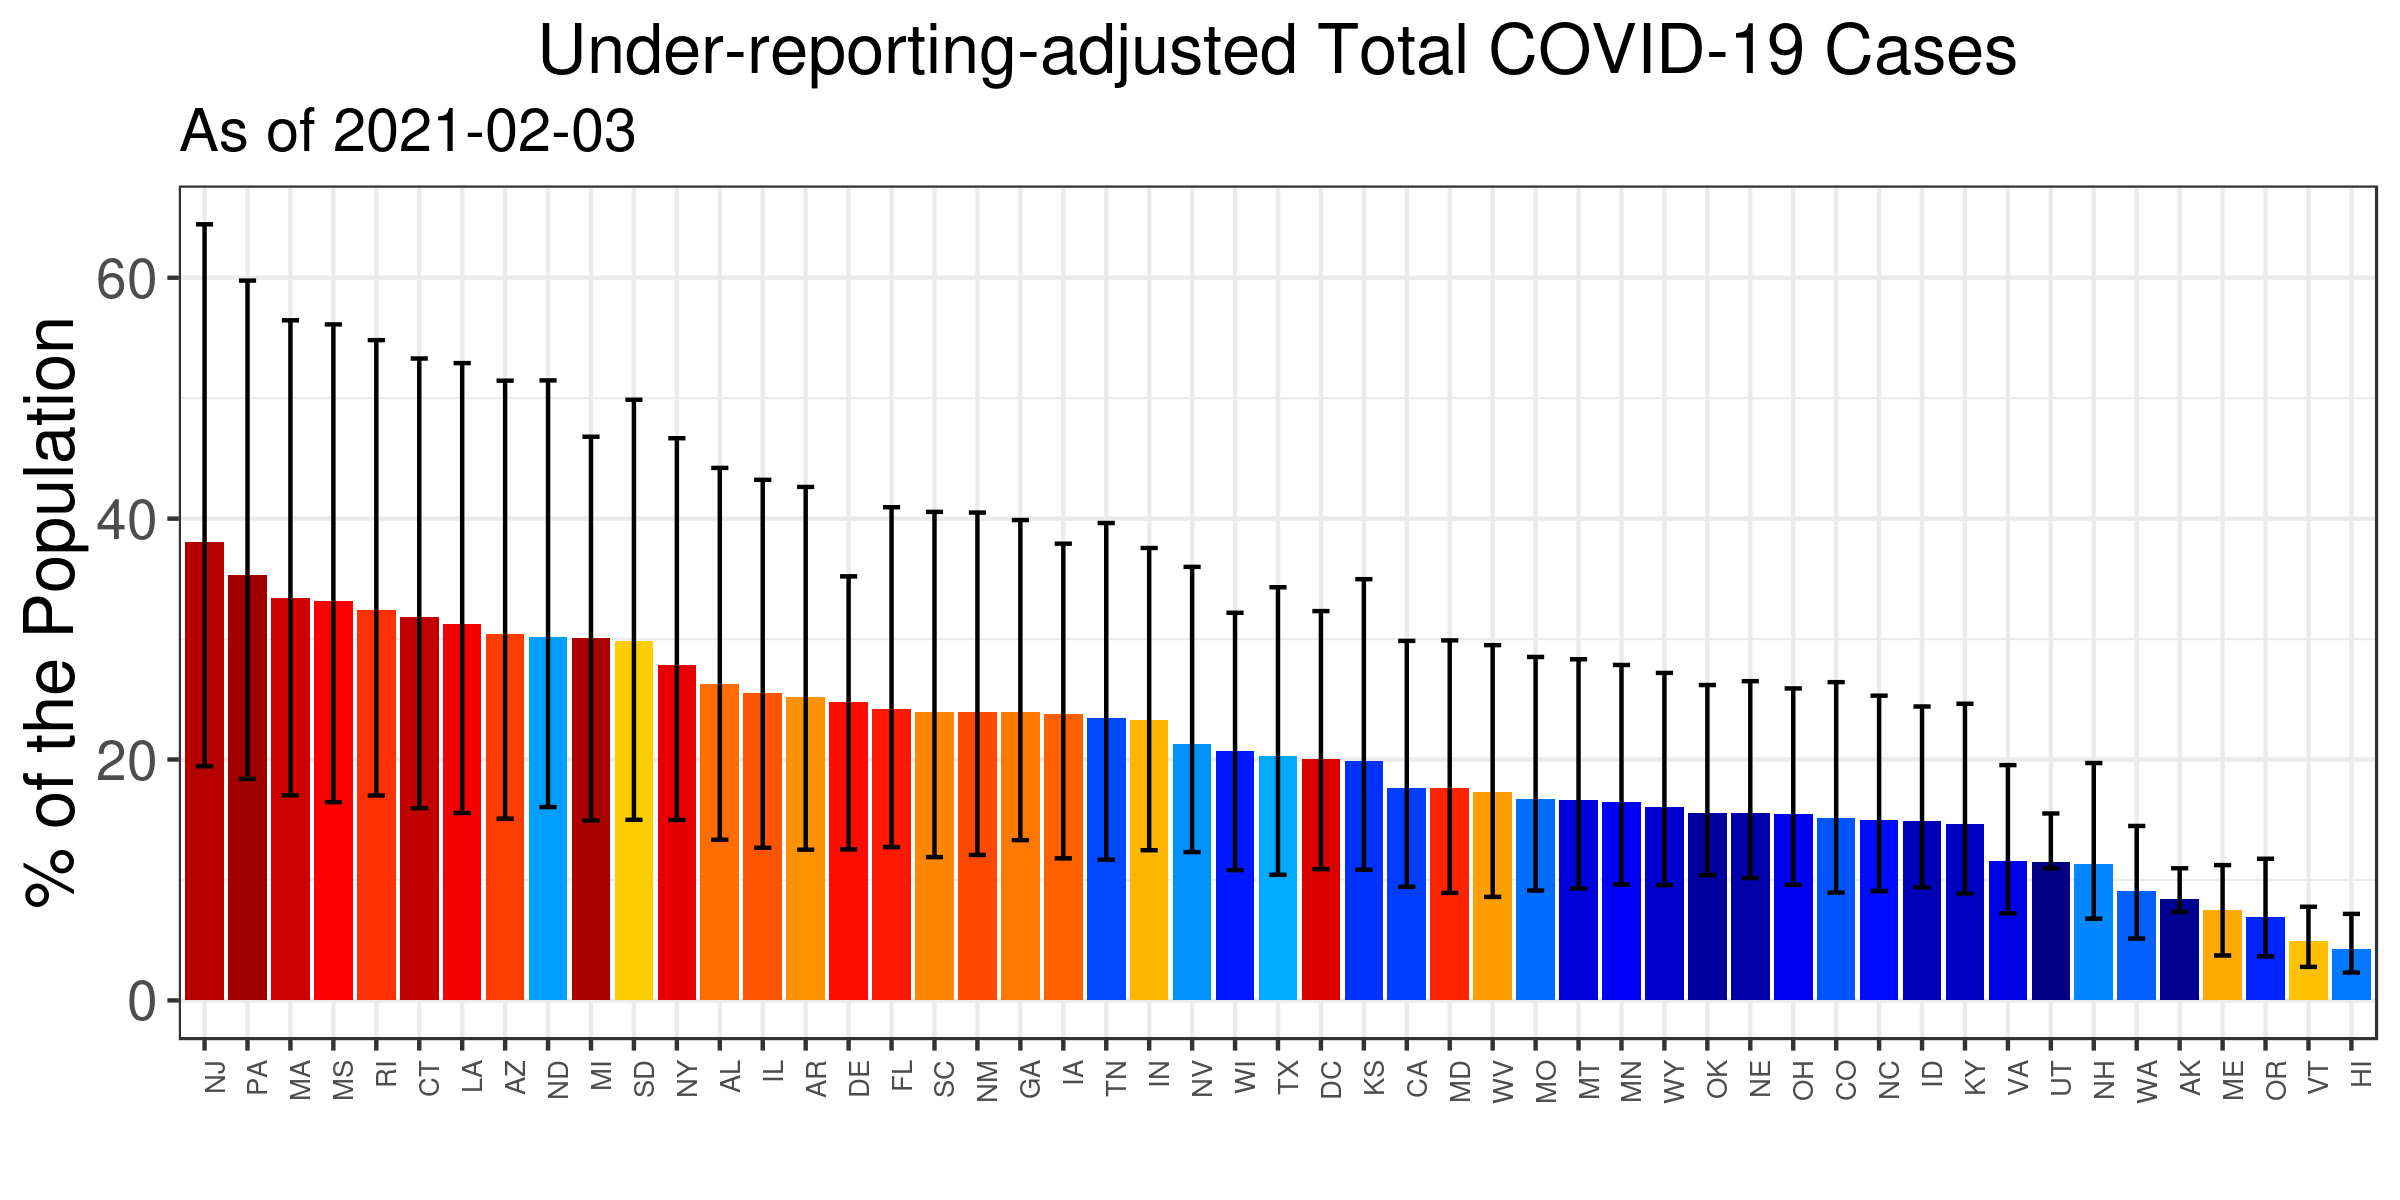 Under-reporting-adjusted Total COVID-19 Cases
As of 2021-02-03
% of the Population
60
40
20
0
NJ PA MA MS RI CT LA AZ ND MI SD NY AL IL AR DE FL SC NM GA IA TN IN NV WI TX DC KS CA MD WV MO MT MN WY OK NE OH CO NC ID KY VA UT NH WA AK ME OR VT HI